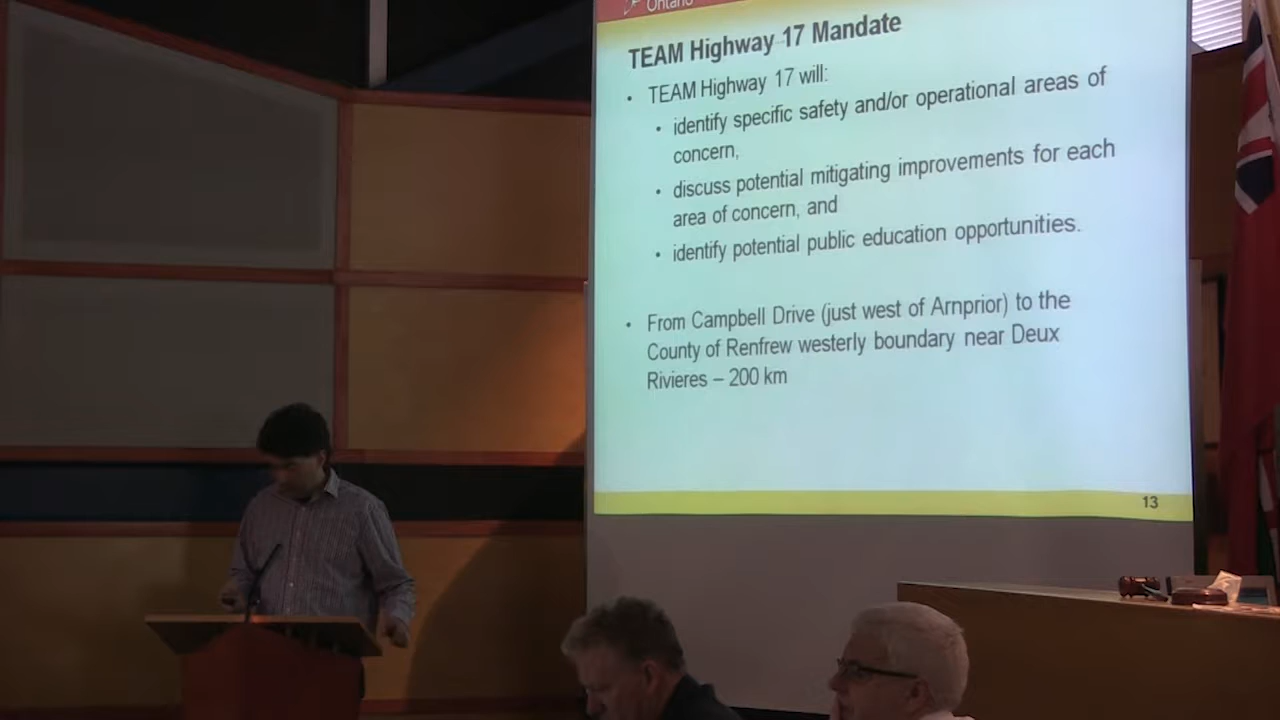 Ontario
TEAM Highway 17 Mandate
• TEAM Highway 17 will:
• identify specific safety and/or operational areas of
concern,
• discuss potential mitigating improvements for each
area of concern, and
• identify potential public education opportunities.
• From Campbell Drive (just west of Arnprior) to the
County of Renfrew westerly boundary near Deux
Rivieres – 200 km
13